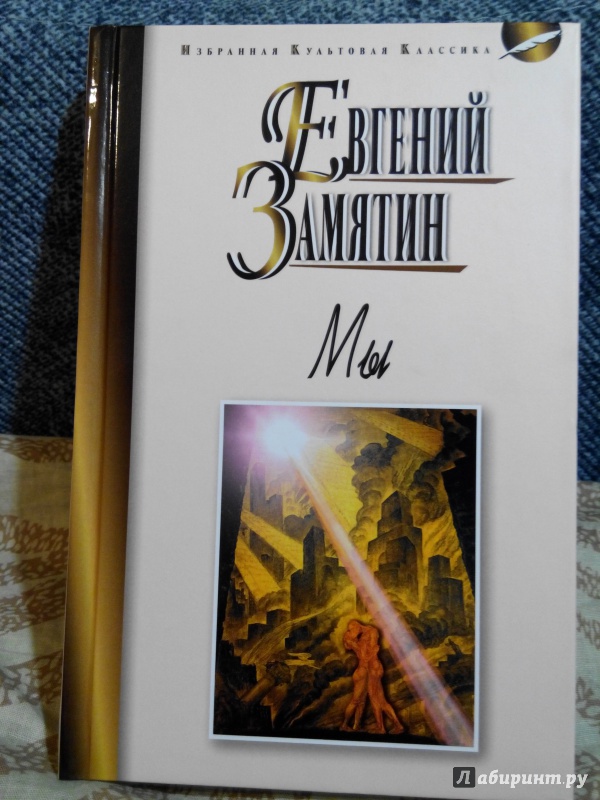 Избранная Культовая Классика
Евгений
Замятин
Мы
Лабиринт.ру